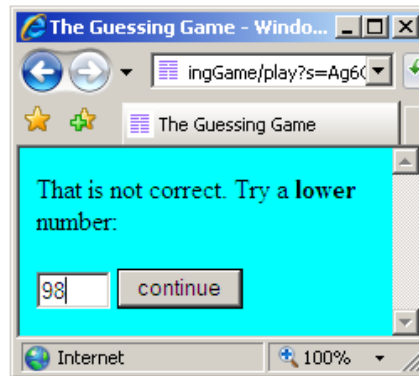 The Guessing Game - Windo...
ingGame/play?s=Ag6
The Guessing Game
That is not correct. Try a lower
number:
98
continue
Internet
100%